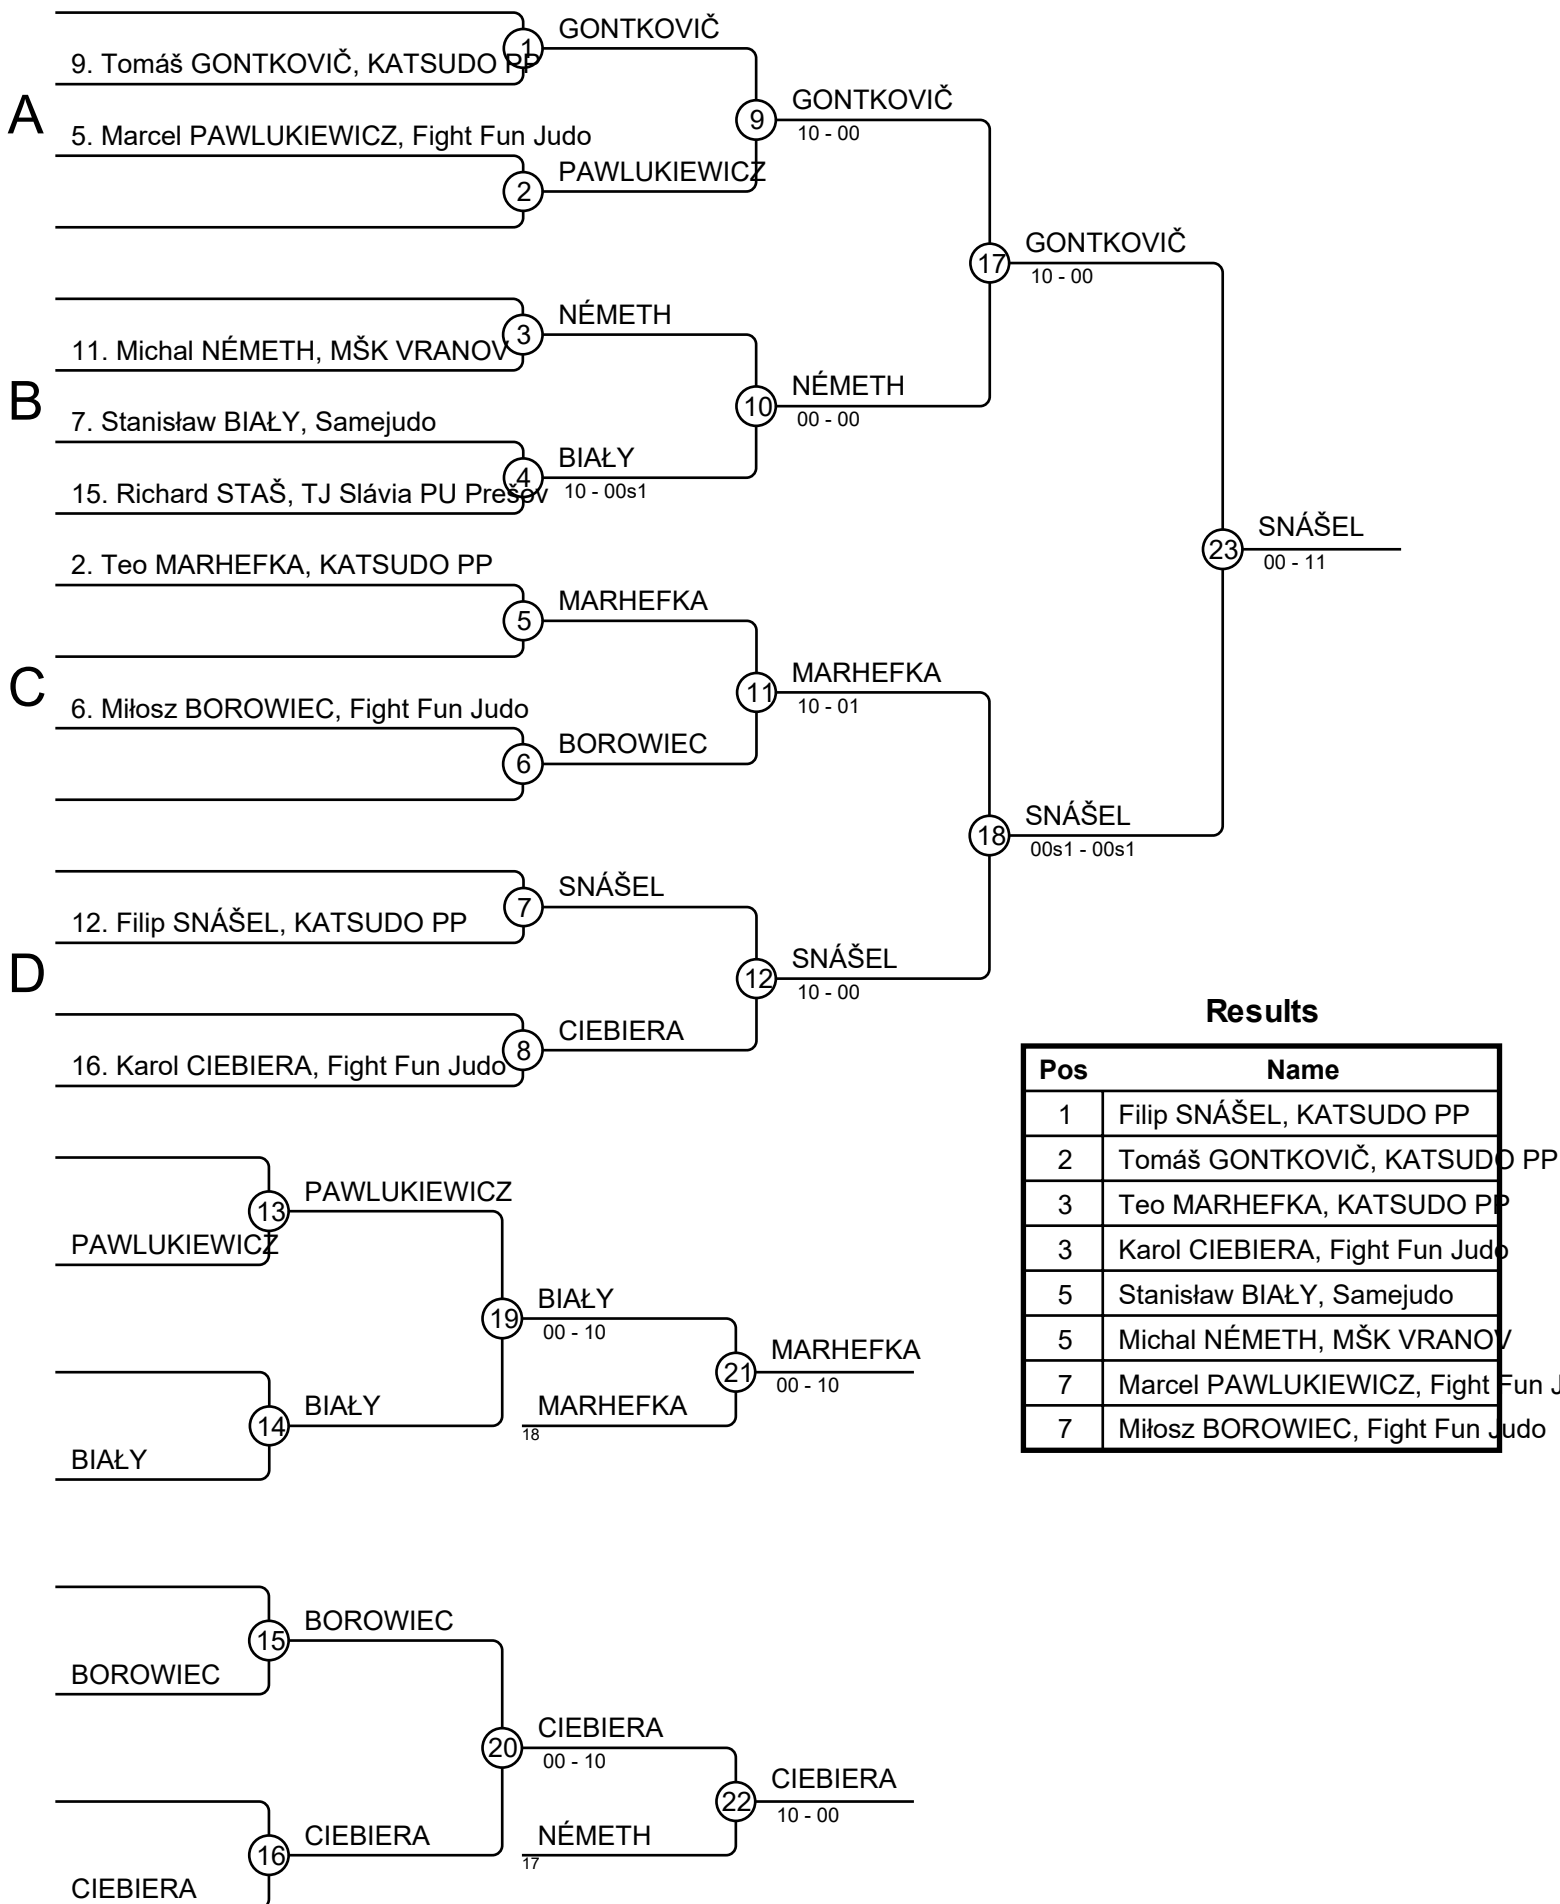 GONTKOVIČ
1
9. Tomáš GONTKOVIČ, KATSUDO PP
A
GONTKOVIČ
9
10 - 00
5. Marcel PAWLUKIEWICZ, Fight Fun Judo
PAWLUKIEWICZ
2
GONTKOVIČ
17
10 - 00
NÉMETH
3
11. Michal NÉMETH, MŠK VRANOV
B
NÉMETH
10
00 - 00
7. Stanisław BIAŁY, Samejudo
BIAŁY
4
10 - 00s1
15. Richard STAŠ, TJ Slávia PU Prešov
SNÁŠEL
23
00 - 11
2. Teo MARHEFKA, KATSUDO PP
MARHEFKA
5
C
MARHEFKA
11
10 - 01
6. Miłosz BOROWIEC, Fight Fun Judo
BOROWIEC
6
SNÁŠEL
18
00s1 - 00s1
SNÁŠEL
7
12. Filip SNÁŠEL, KATSUDO PP
D
SNÁŠEL
12
10 - 00
CIEBIERA
8
16. Karol CIEBIERA, Fight Fun Judo
Results
Pos Name
1 Filip SNÁŠEL, KATSUDO PP
2 Tomáš GONTKOVIČ, KATSUDO PP
3 Teo MARHEFKA, KATSUDO PP
3 Karol CIEBIERA, Fight Fun Judo
5 Stanisław BIAŁY, Samejudo
5 Michal NÉMETH, MŠK VRANOV
7 Marcel PAWLUKIEWICZ, Fight Fun J
7 Miłosz BOROWIEC, Fight Fun Judo
PAWLUKIEWICZ
13
PAWLUKIEWICZ
BIAŁY
19
00 - 10
MARHEFKA
21
00 - 10
BIAŁY
14
MARHEFKA
18
BIAŁY
BOROWIEC
15
BOROWIEC
CIEBIERA
20
00 - 10
CIEBIERA
22
10 - 00
CIEBIERA
16
NÉMETH
17
CIEBIERA